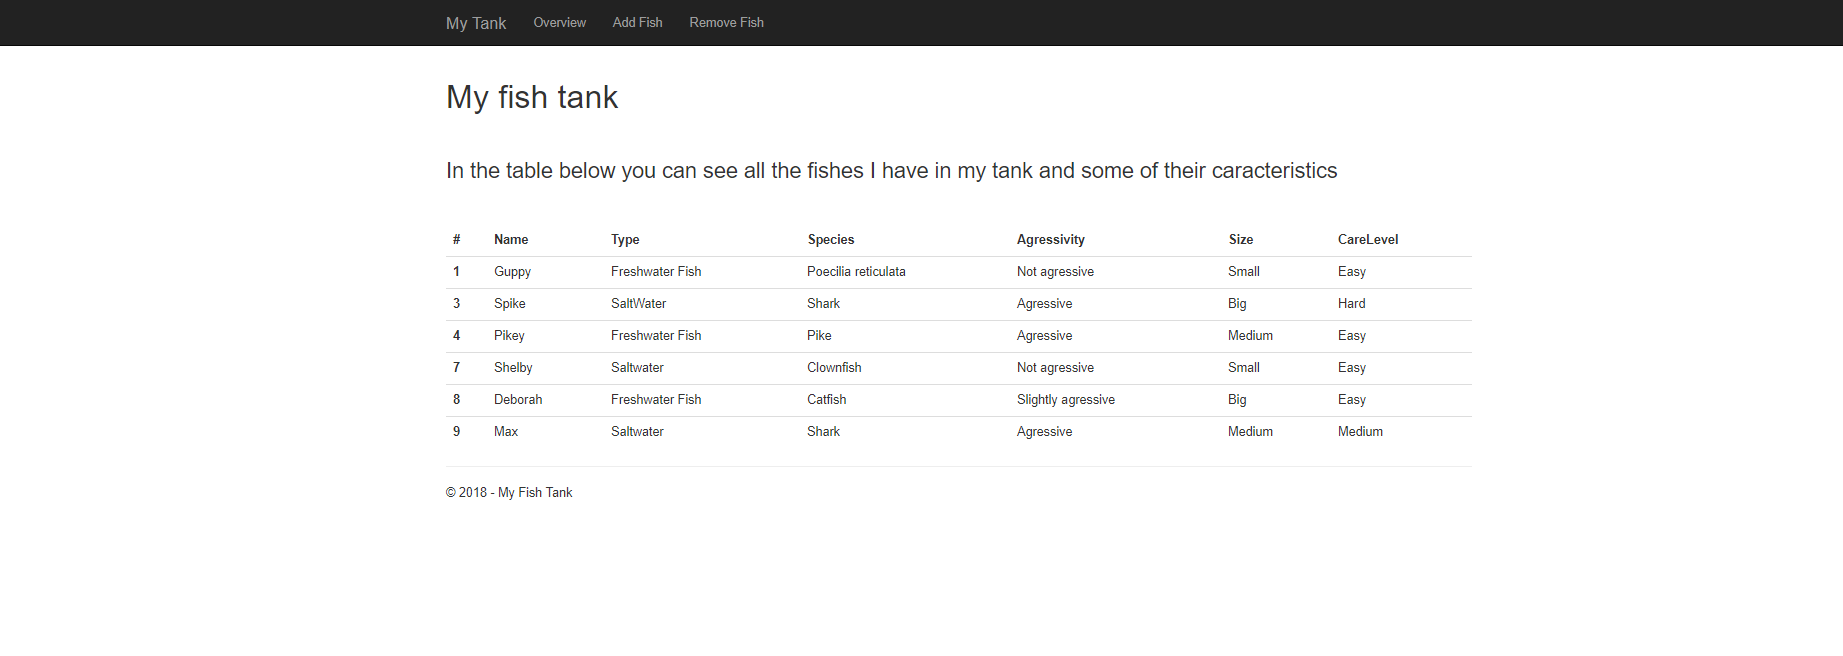 My Tank Overview Add Fish Remove Fish
My fish tank
In the table below you can see all the fishes I have in my tank and some of their caracteristics
# Name Type Species Agressivity Size CareLevel
1 Guppy Freshwater Fish Poecilia reticulata Not agressive Small Easy
3 Spike SaltWater Shark Agressive Big Hard
4 Pikey Freshwater Fish Pike Agressive Medium Easy
7 Shelby Saltwater Clownfish Not agressive Small Easy
8 Deborah Freshwater Fish Catfish Slightly agressive Big Easy
9 Max Saltwater Shark Agressive Medium Medium
© 2018 - My Fish Tank